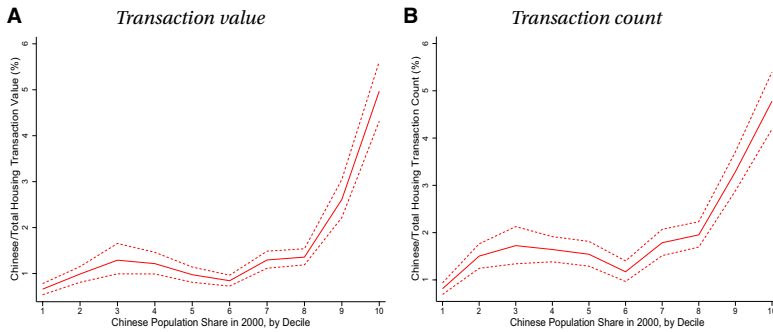 A
Transaction value
Chinese/Total Housing Transaction Value (%)
6
5
4
3
2
1
1 2 3 4 5 6 7 8 9 10
Chinese Population Share in 2000, by Decile
B
Transaction count
Chinese/Total Housing Transaction Count (%)
6
5
4
3
2
1
1 2 3 4 5 6 7 8 9 10
Chinese Population Share in 2000, by Decile